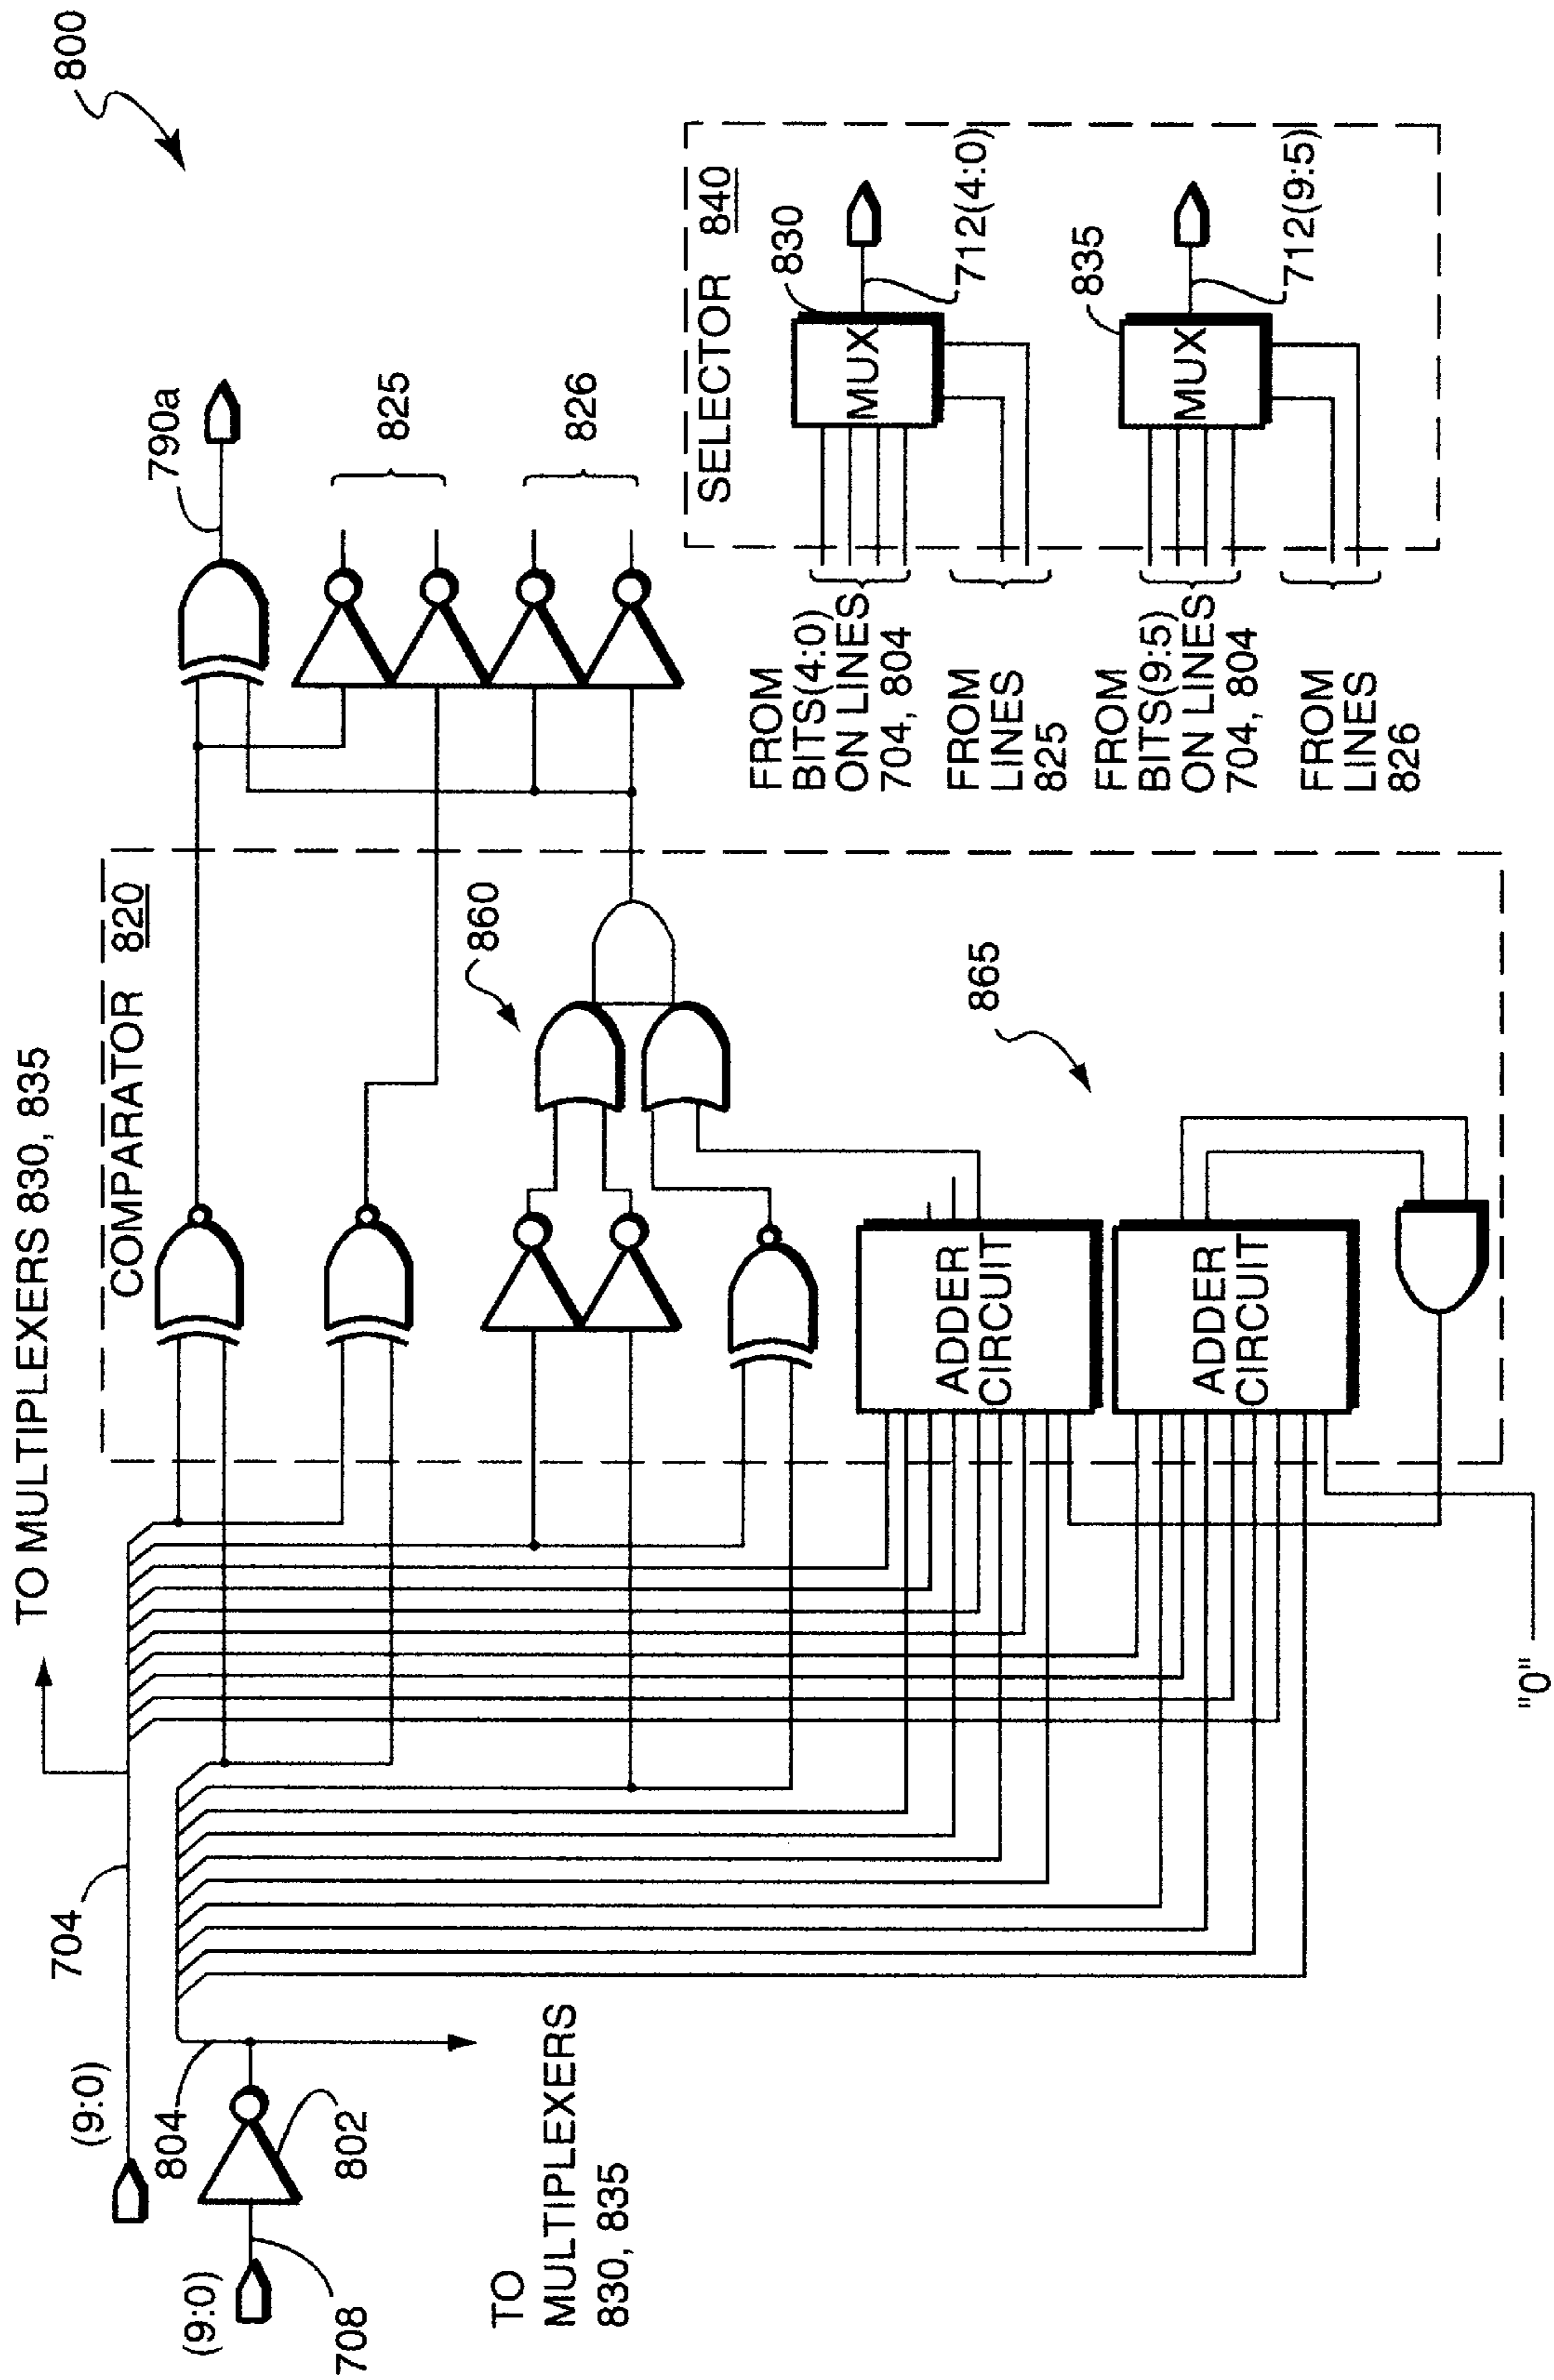 800
TO MULTIPLEXERS 830, 835
COMPARATOR 820
790a
825
826
860
865
704
(9:0)
804
802
(9:0)
708
TO
MULTIPLEXERS
830, 835
ADDER
CIRCUIT
ADDER
CIRCUIT
"0"
SELECTOR 840
830
MUX
712(4:0)
835
MUX
712(9:5)
FROM
BITS(4:0)
ON LINES
704, 804
FROM
LINES
825
FROM
BITS(9:5)
ON LINES
704, 804
FROM
LINES
826